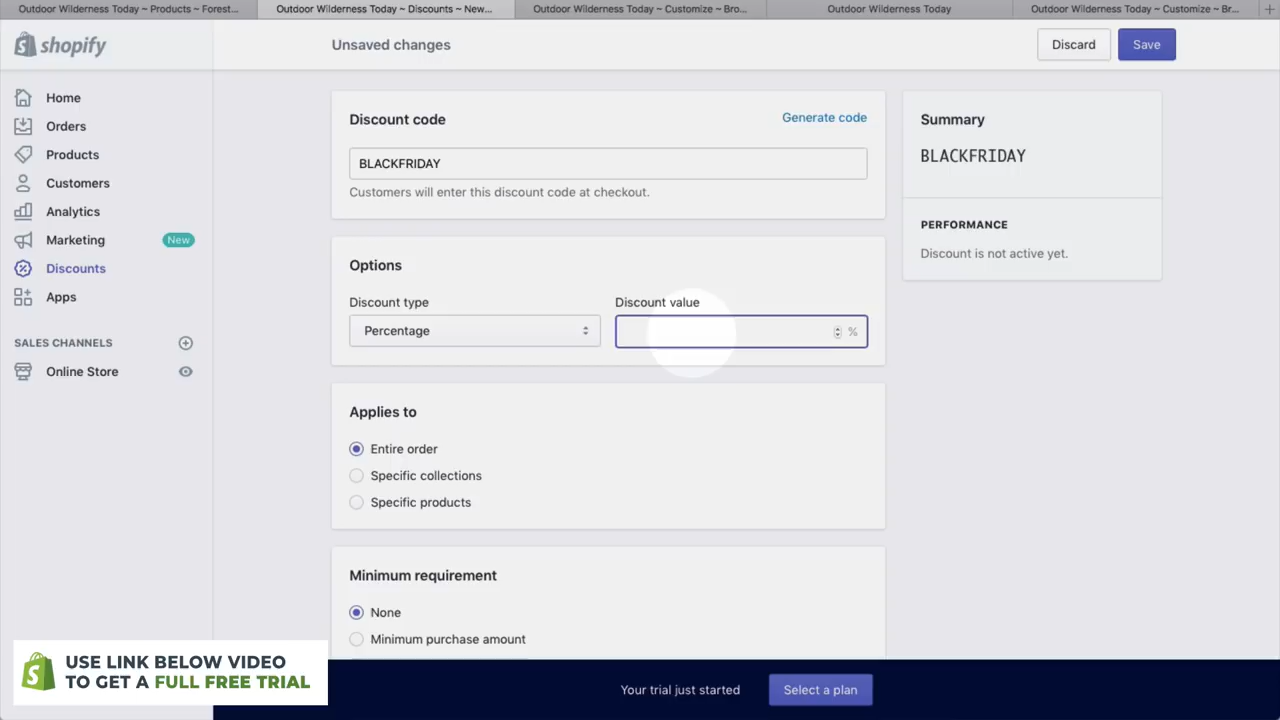 Outdoor Wilderness Today ~ Products ~ Forest...
Outdoor Wilderness Today ~ Discounts ~ New...
Outdoor Wilderness Today ~ Customize ~ Bro...
Outdoor Wilderness Today
Outdoor Wilderness Today ~ Customize ~ Br...
shopify
Unsaved changes
Discard
Save
Home
Orders
Products
Customers
Analytics
Marketing
New
Discounts
Apps
SALES CHANNELS
Online Store
Discount code
Generate code
BLACKFRIDAY
Customers will enter this discount code at checkout.
Options
Discount type
Discount value
Percentage
%
Applies to
Entire order
Specific collections
Specific products
Minimum requirement
None
Minimum purchase amount
Summary
BLACKFRIDAY
PERFORMANCE
Discount is not active yet.
USE LINK BELOW VIDEO
TO GET A FULL FREE TRIAL
Your trial just started
Select a plan